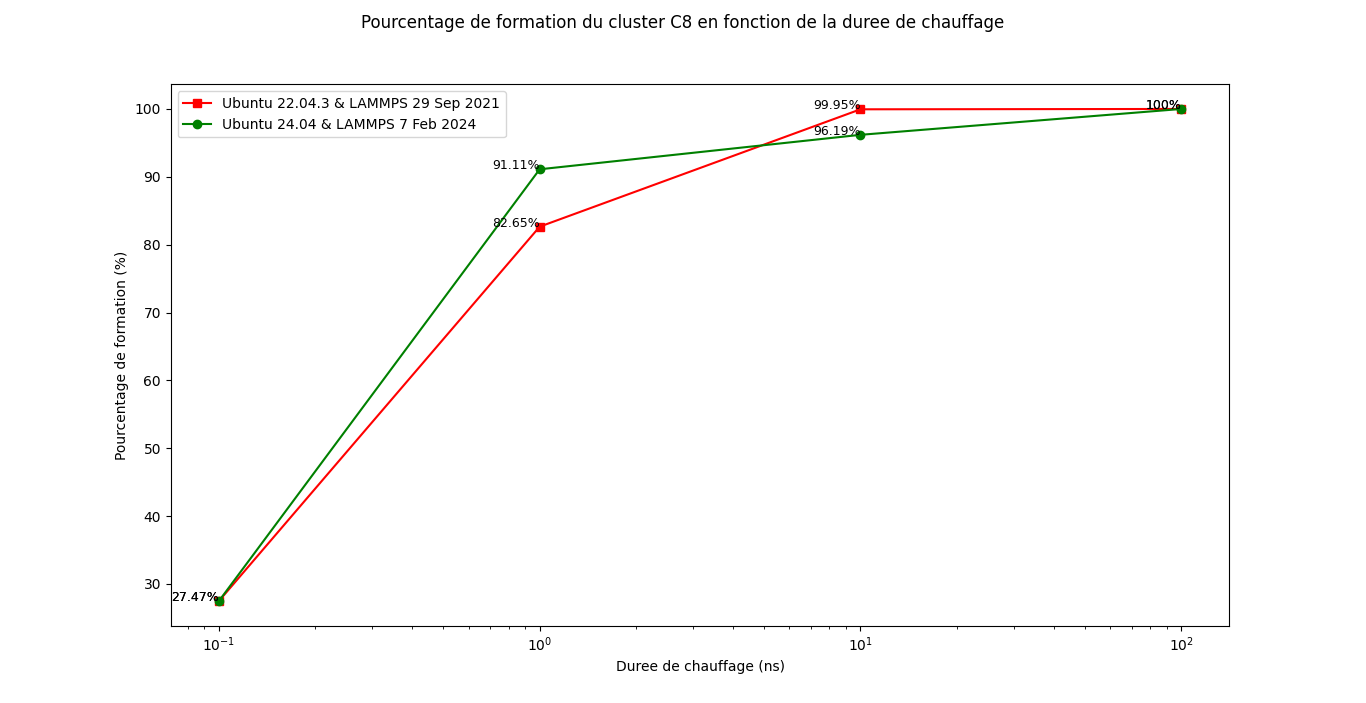 Pourcentage de formation du cluster C8 en fonction de la duree de chauffage
Ubuntu 22.04.3 & LAMMPS 29 Sep 2021
Ubuntu 24.04 & LAMMPS 7 Feb 2024
99.95%
100%
96.19%
91.11%
82.65%
27.47%
Pourcentage de formation (%)
100
90
80
70
60
50
40
30
10⁻¹ 10⁰ 10¹ 10²
Duree de chauffage (ns)